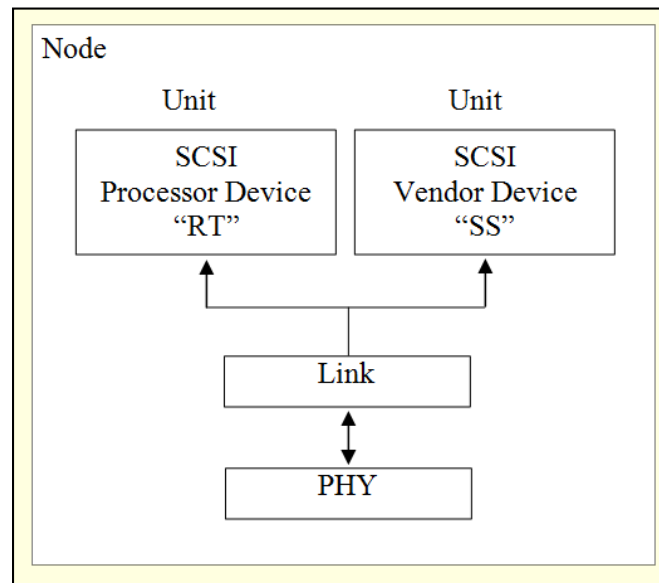 Node
Unit
Unit
SCSI
Processor Device
“RT”
SCSI
Vendor Device
“SS”
Link
PHY